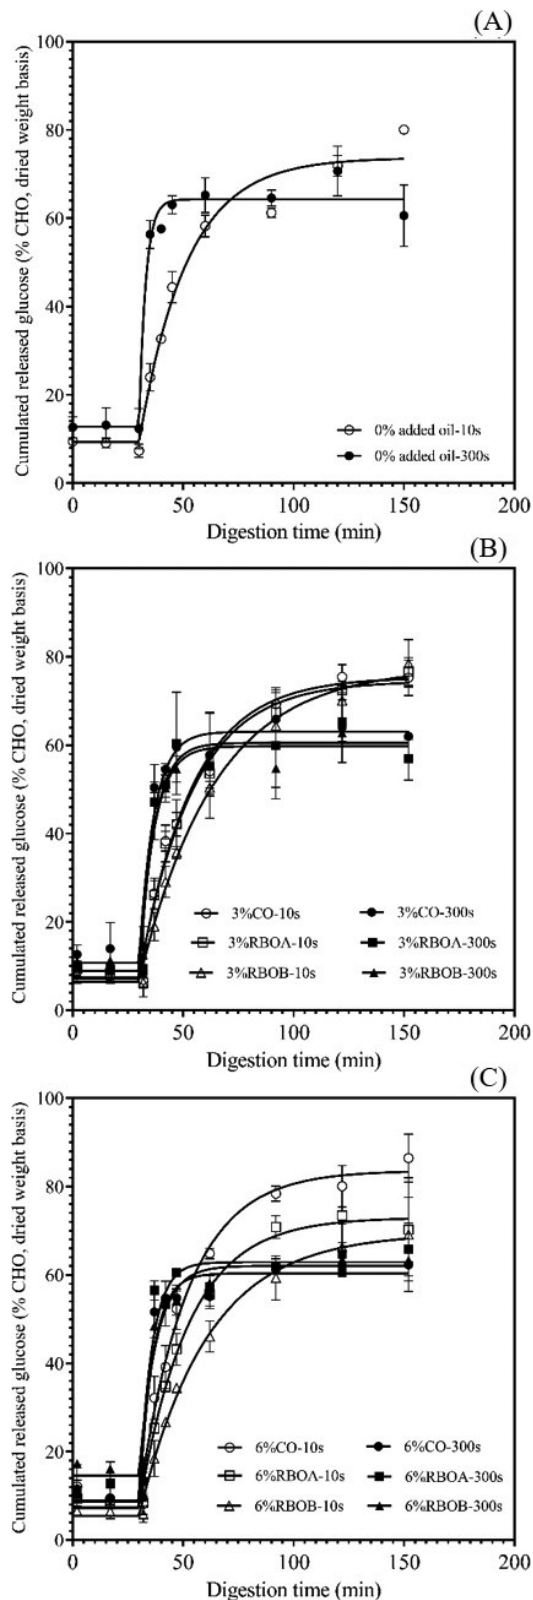 (A)
Cumulated released glucose (% CHO, dried weight basis)
100
80
60
40
20
0
0% added oil-10s
0% added oil-300s
0 50 100 150 200
Digestion time (min)
(B)
Cumulated released glucose (% CHO, dried weight basis)
100
80
60
40
20
0
3%CO-10s 3%CO-300s
3%RBOA-10s 3%RBOA-300s
3%RBOB-10s 3%RBOB-300s
0 50 100 150 200
Digestion time (min)
(C)
Cumulated released glucose (% CHO, dried weight basis)
100
80
60
40
20
0
6%CO-10s 6%CO-300s
6%RBOA-10s 6%RBOA-300s
6%RBOB-10s 6%RBOB-300s
0 50 100 150 200
Digestion time (min)